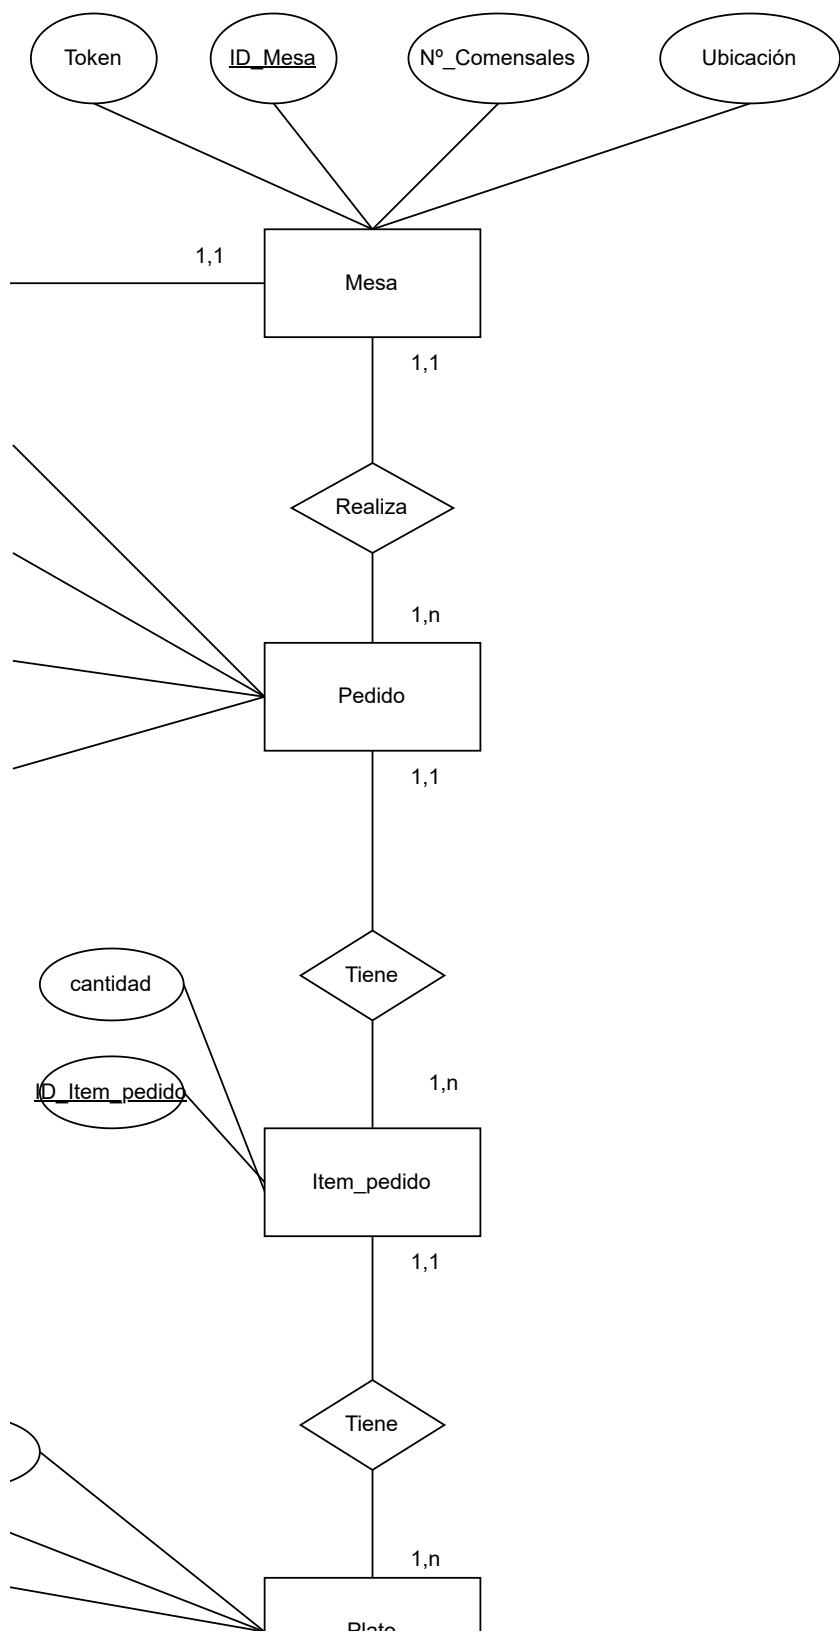 Token
ID_Mesa
Nº_Comensales
Ubicación
1,1
Mesa
1,1
Realiza
1,n
Pedido
1,1
Tiene
cantidad
1,n
ID_Item_pedido
Item_pedido
1,1
Tiene
1,n
Plato